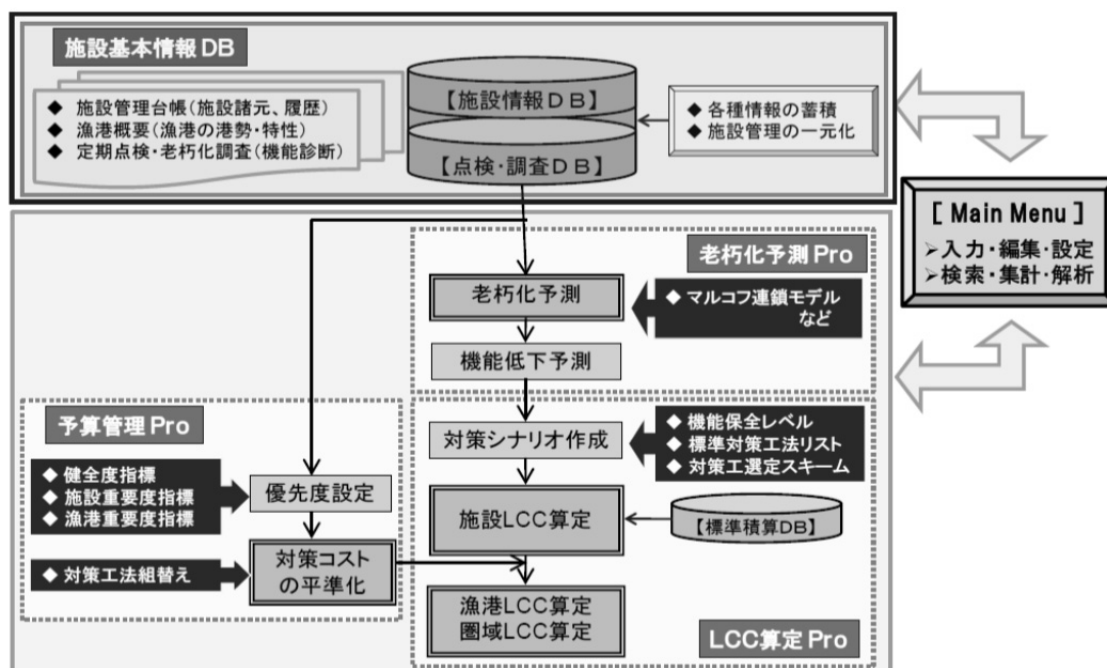 施設基本情報DB
◆ 施設管理台帳(施設諸元、履歴)
◆ 漁港概要(漁港の港勢・特性)
◆ 定期点検・老朽化調査(機能診断)
【施設情報DB】
【点検・調査DB】
◆ 各種情報の蓄積
◆ 施設管理の一元化
[ Main Menu ]
➢入力・編集・設定
➢検索・集計・解析
老朽化予測 Pro
老朽化予測
◆ マルコフ連鎖モデル
など
機能低下予測
予算管理 Pro
◆ 健全度指標
◆ 施設重要度指標
◆ 漁港重要度指標
優先度設定
◆ 対策工法組替え
対策コスト
の平準化
対策シナリオ作成
◆ 機能保全レベル
◆ 標準対策工法リスト
◆ 対策工選定スキーム
施設LCC算定
【標準積算DB】
漁港LCC算定
圏域LCC算定
LCC算定 Pro